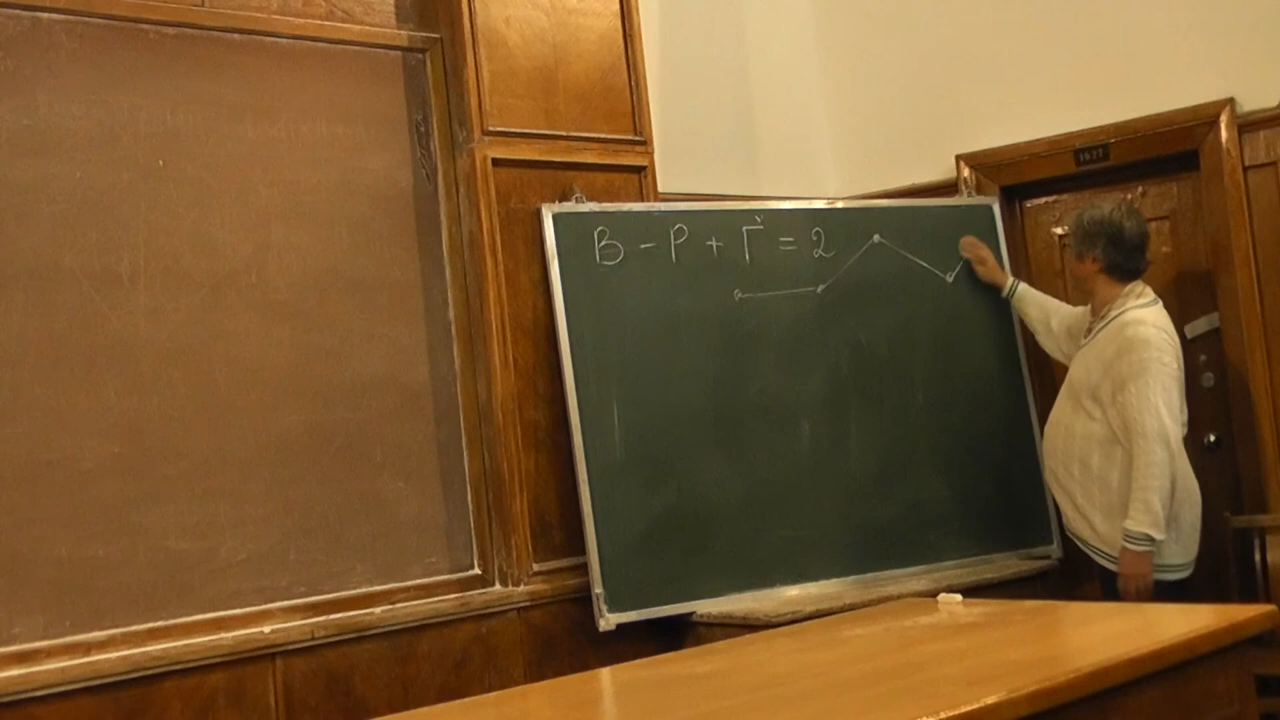 В - Р + Г = 2